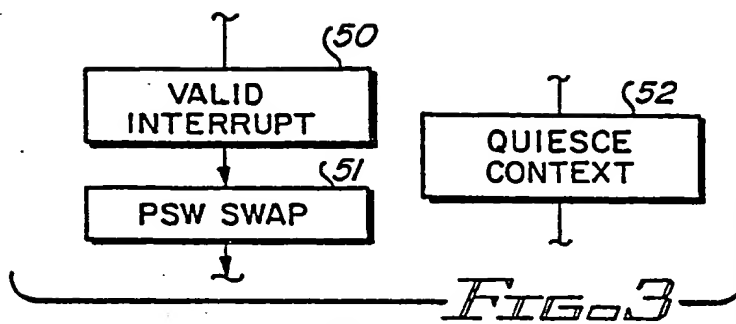 50
VALID
INTERRUPT
51
PSW SWAP
52
QUIESCE
CONTEXT
FIG. 3